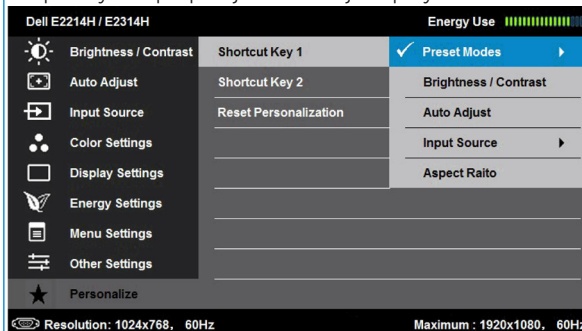 Dell E2214H / E2314H Energy Use
Brightness / Contrast Shortcut Key 1 Preset Modes
Auto Adjust Shortcut Key 2 Brightness / Contrast
Input Source Reset Personalization Auto Adjust
Color Settings Input Source
Display Settings Aspect Raito
Energy Settings
Menu Settings
Other Settings
Personalize
Resolution: 1024x768, 60Hz Maximum : 1920x1080, 60Hz